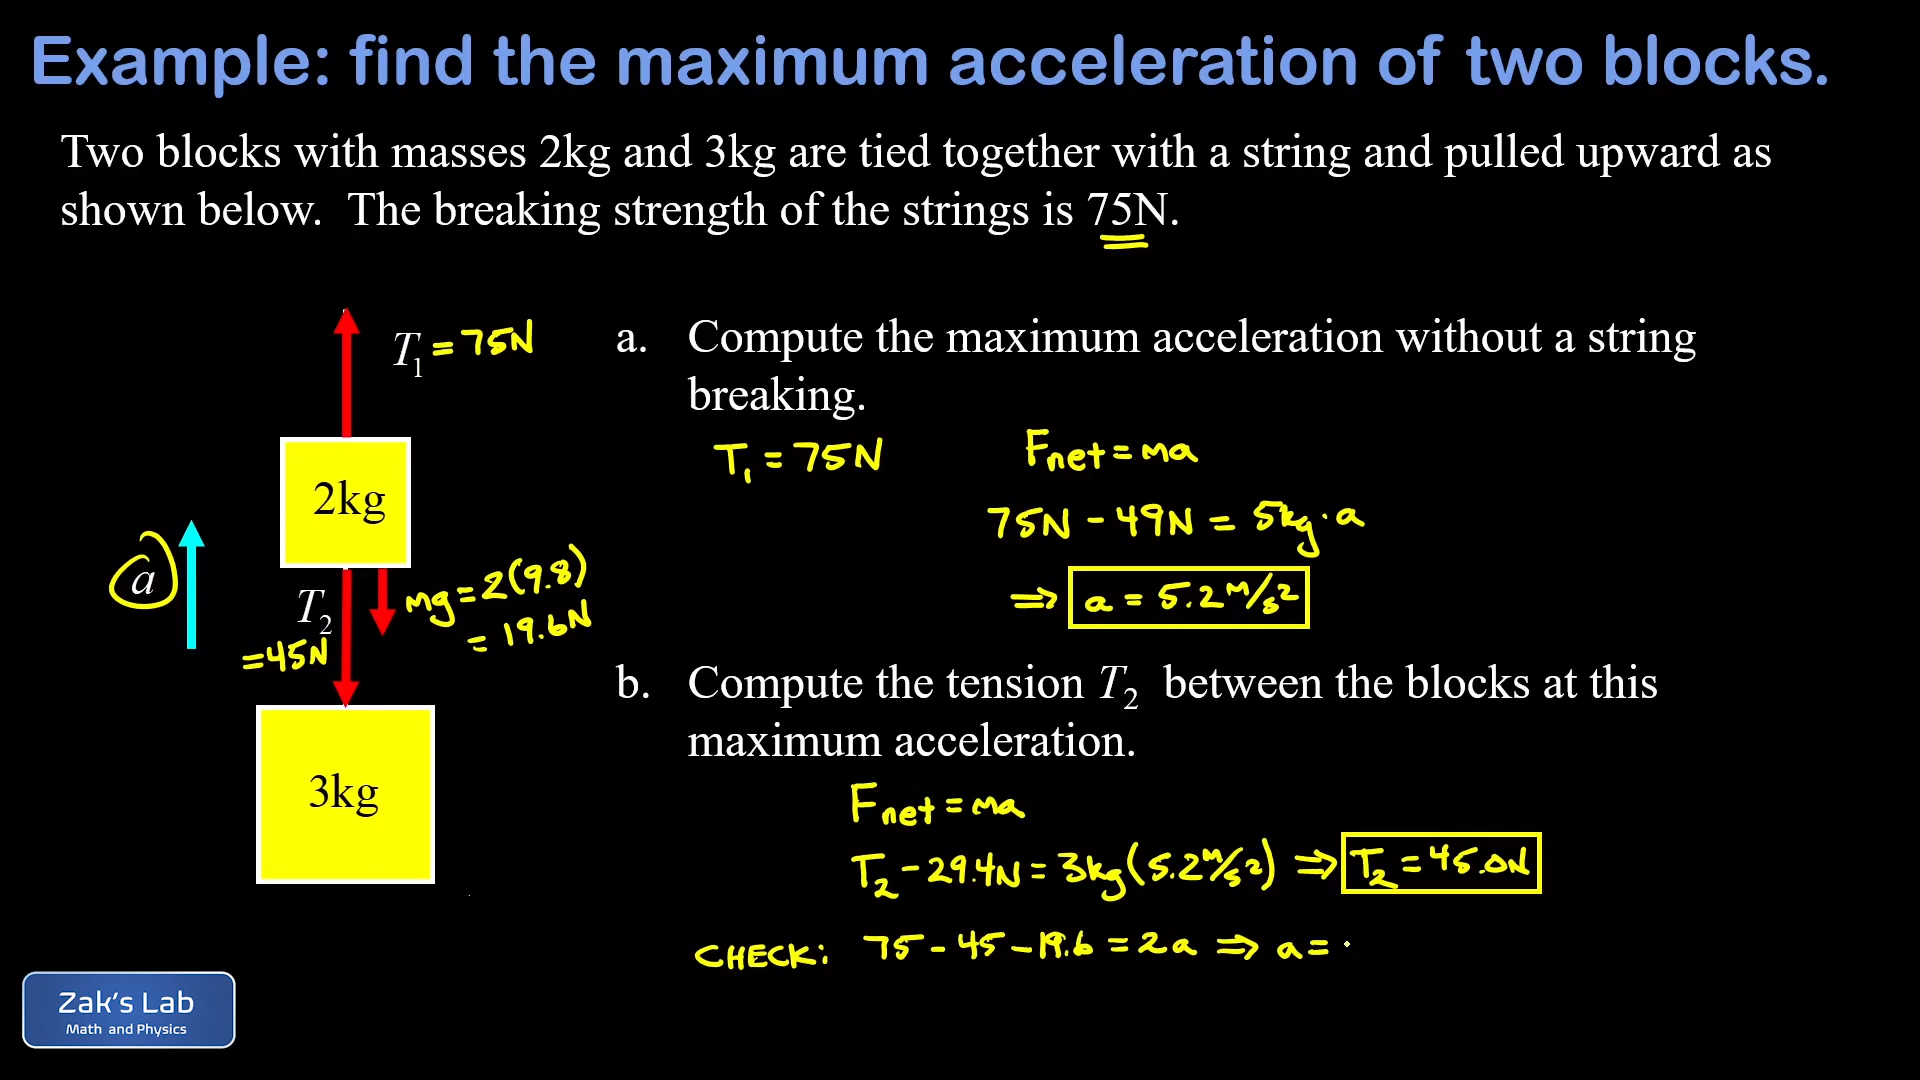 Example: find the maximum acceleration of two blocks.
Two blocks with masses 2kg and 3kg are tied together with a string and pulled upward as
shown below. The breaking strength of the strings is 75N.
T₁ = 75N
2kg
a
T₂
= 45N
mg = 2(9.8)
= 19.6N
3kg
a. Compute the maximum acceleration without a string
breaking.
T₁ = 75N
Fnet = ma
75N - 49N = 5kg · a
⇒ a = 5.2 m/s²
b. Compute the tension T₂ between the blocks at this
maximum acceleration.
Fnet = ma
T₂ - 29.4N = 3kg(5.2 m/s²) ⇒ T₂ = 45.0N
CHECK: 75 - 45 - 19.6 = 2a ⇒ a =
Zak's Lab
Math and Physics